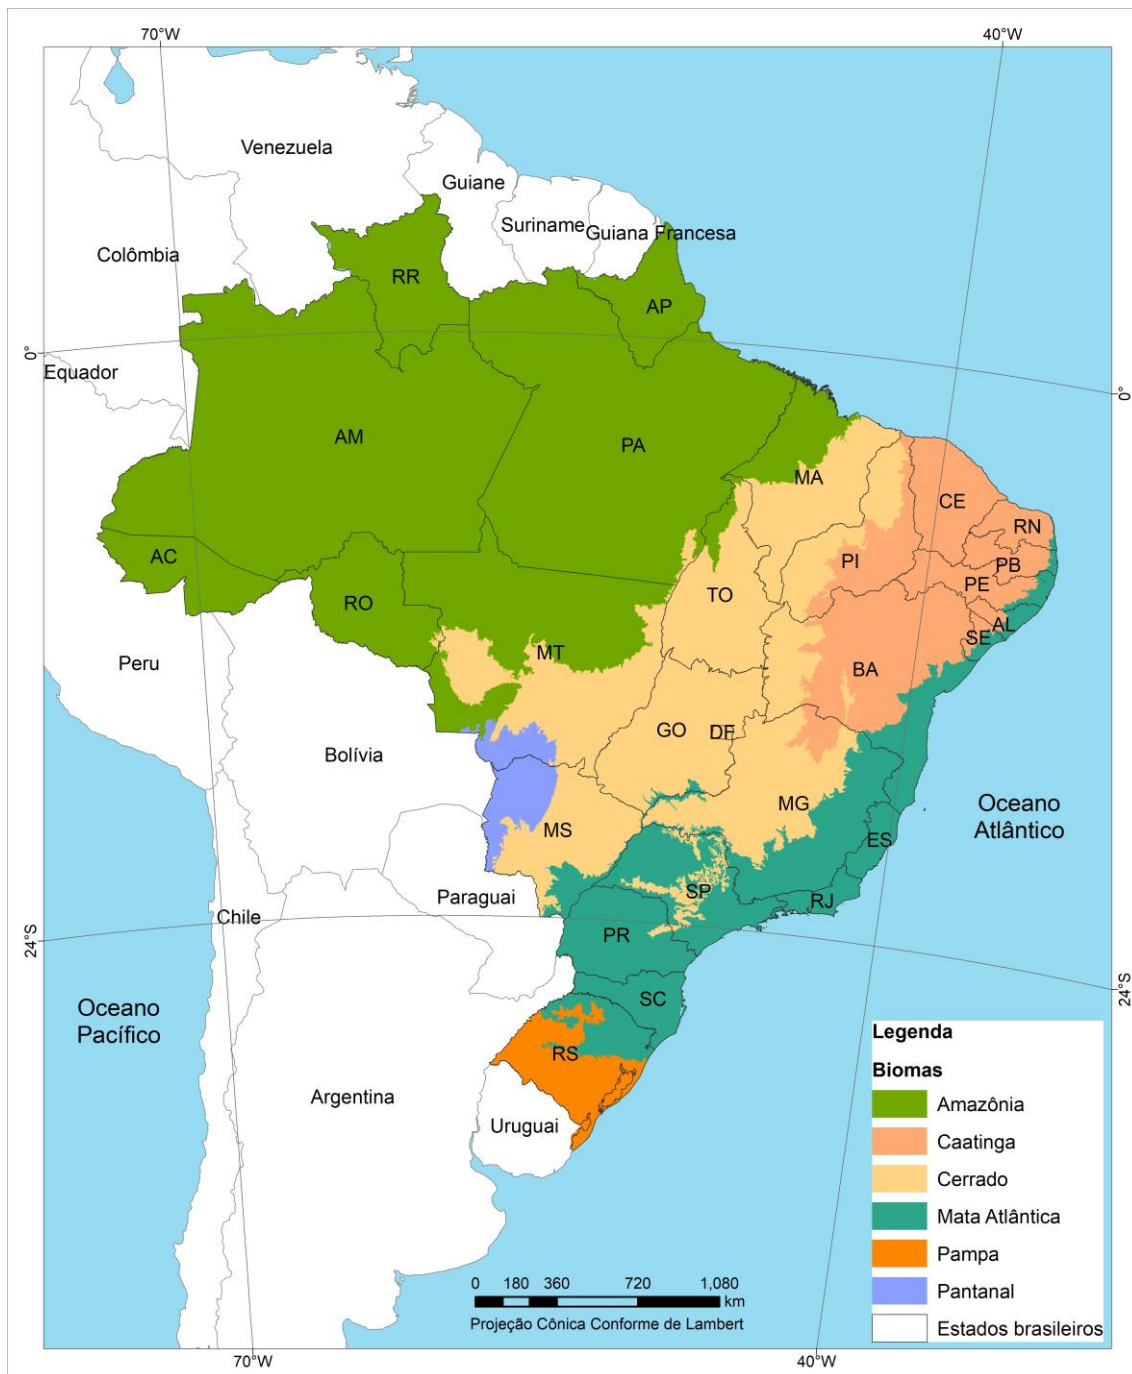 70°W
40°W
Venezuela
Guiane
Suriname
Guiana Francesa
Colômbia
RR
AP
0°
Equador
0°
AM
PA
MA
CE
RN
AC
PI
PB
RO
TO
PE
AL
SE
Peru
MT
BA
GO
DF
Bolívia
MG
Oceano
Atlântico
MS
ES
SP
Paraguai
RJ
Chile
24°S
PR
24°S
SC
Oceano
Pacífico
RS
Argentina
Uruguai
Legenda
Biomas
Amazônia
Caatinga
Cerrado
Mata Atlântica
Pampa
Pantanal
Estados brasileiros
0 180 360 720 1,080
km
Projeção Cônica Conforme de Lambert
70°W
40°W